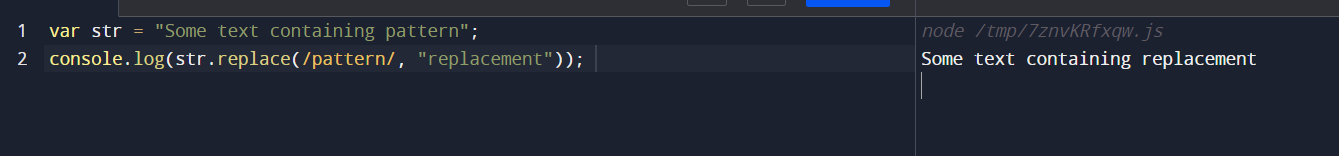 1 var str = "Some text containing pattern";
2 console.log(str.replace(/pattern/, "replacement"));
node /tmp/7znvKRfxqw.js
Some text containing replacement